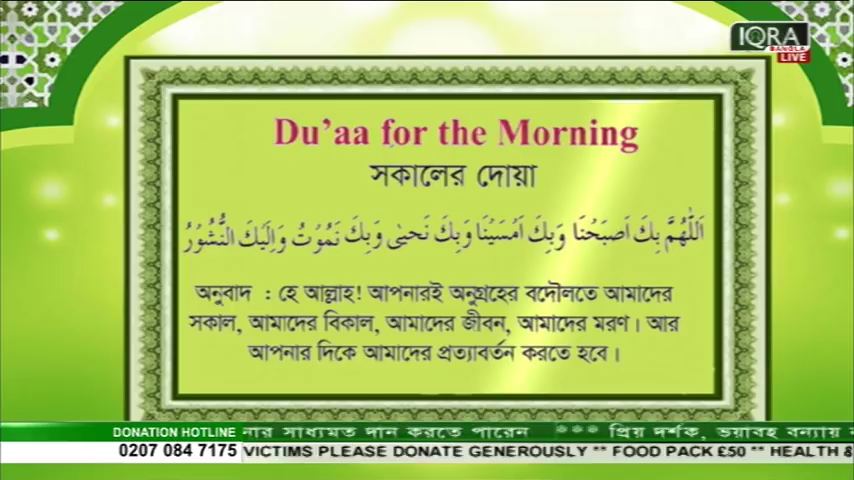 IQRA
BANGLA
LIVE
Du'aa for the Morning
সকালের দোয়া
اَللّٰهُمَّ بِكَ اَصْبَحْنَا وَبِكَ اَمْسَيْنَا وَبِكَ نَحْيٰى وَبِكَ نَمُوْتُ وَاِلَيْكَ النُّشُوْرُ
অনুবাদ : হে আল্লাহ! আপনারই অনুগ্রহের বদৌলতে আমাদের
সকাল, আমাদের বিকাল, আমাদের জীবন, আমাদের মরণ। আর
আপনার দিকে আমাদের প্রত্যাবর্তন করতে হবে।
DONATION HOTLINE নার সাধ্যমত দান করতে পারেন *** প্রিয় দর্শক, ভয়াবহ বন্যায়
0207 084 7175 VICTIMS PLEASE DONATE GENEROUSLY ** FOOD PACK £50 ** HEALTH &